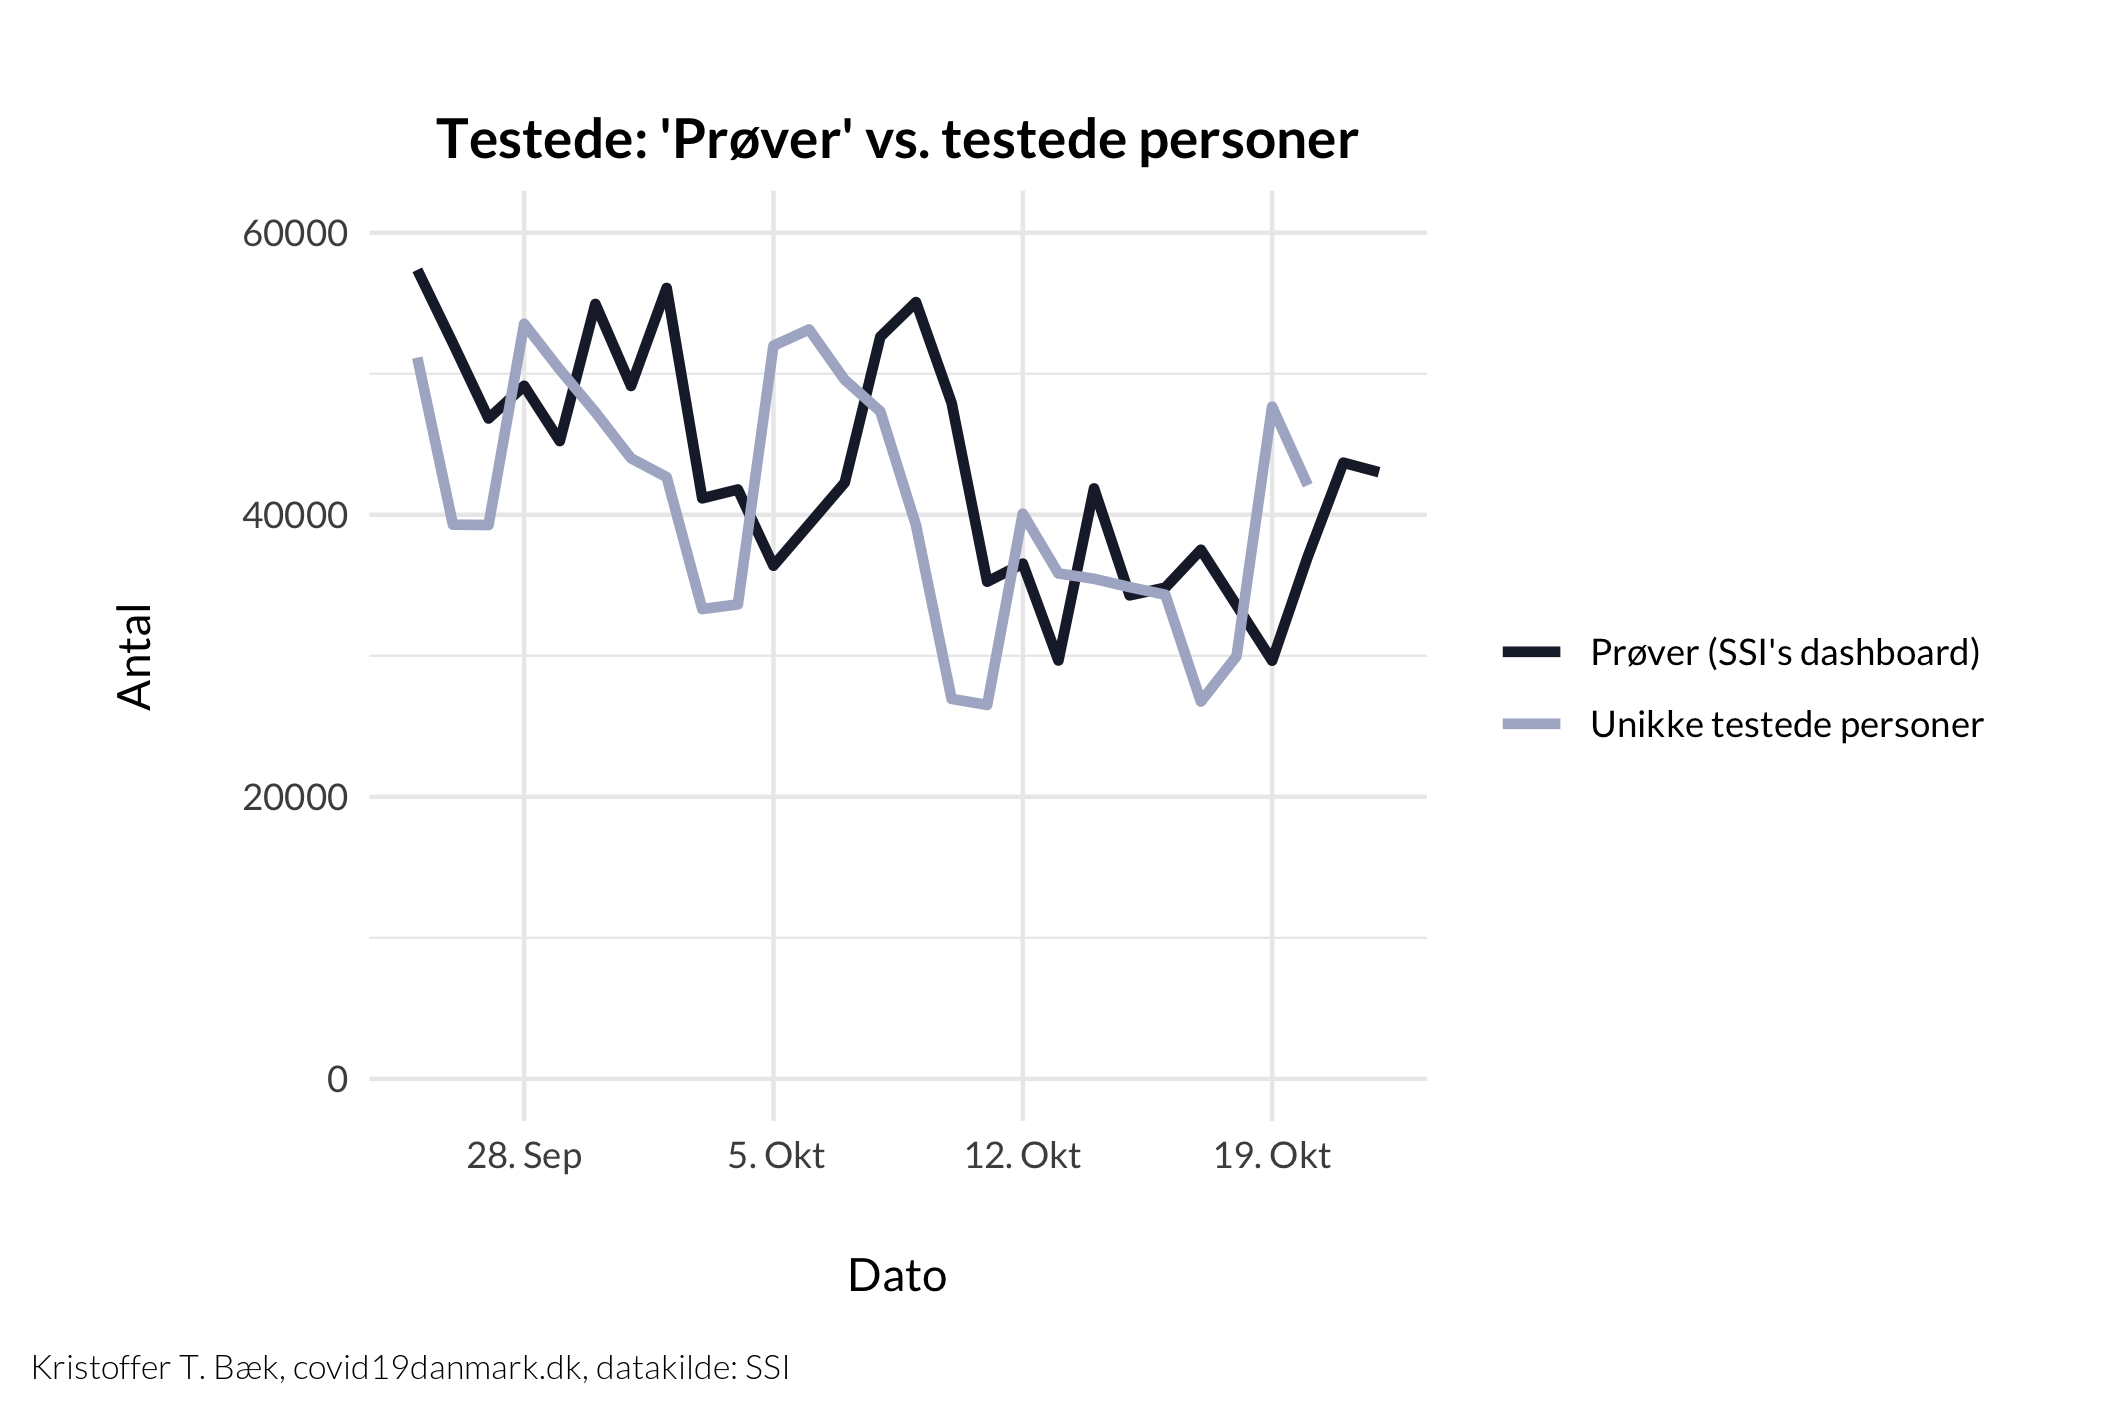 Testede: 'Prøver' vs. testede personer
60000
40000
20000
0
Antal
28. Sep
5. Okt
12. Okt
19. Okt
Dato
Prøver (SSI's dashboard)
Unikke testede personer
Kristoffer T. Bæk, covid19danmark.dk, datakilde: SSI